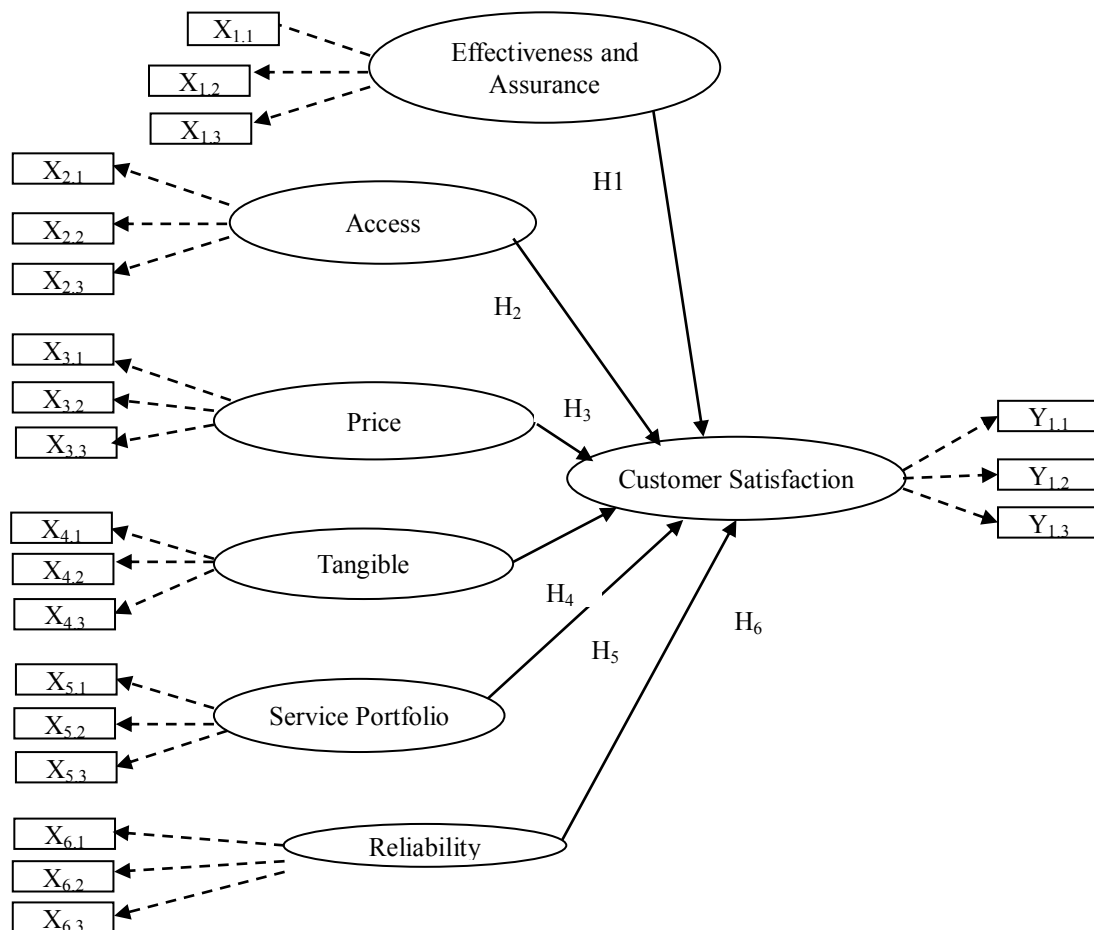 X1.1
Effectiveness and
Assurance
X1.2
X1.3
H1
X2.1
Access
X2.2
X2.3
H2
X3.1
X3.2
Price
H3
X3.3
Customer Satisfaction
Y1.1
Y1.2
Y1.3
X4.1
X4.2
Tangible
X4.3
H4
H5
H6
X5.1
X5.2
Service Portfolio
X5.3
X6.1
Reliability
X6.2
X6.3